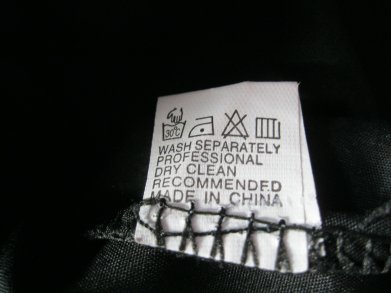 30°C
WASH SEPARATELY
PROFESSIONAL
DRY CLEAN
RECOMMENDED
MADE IN CHINA